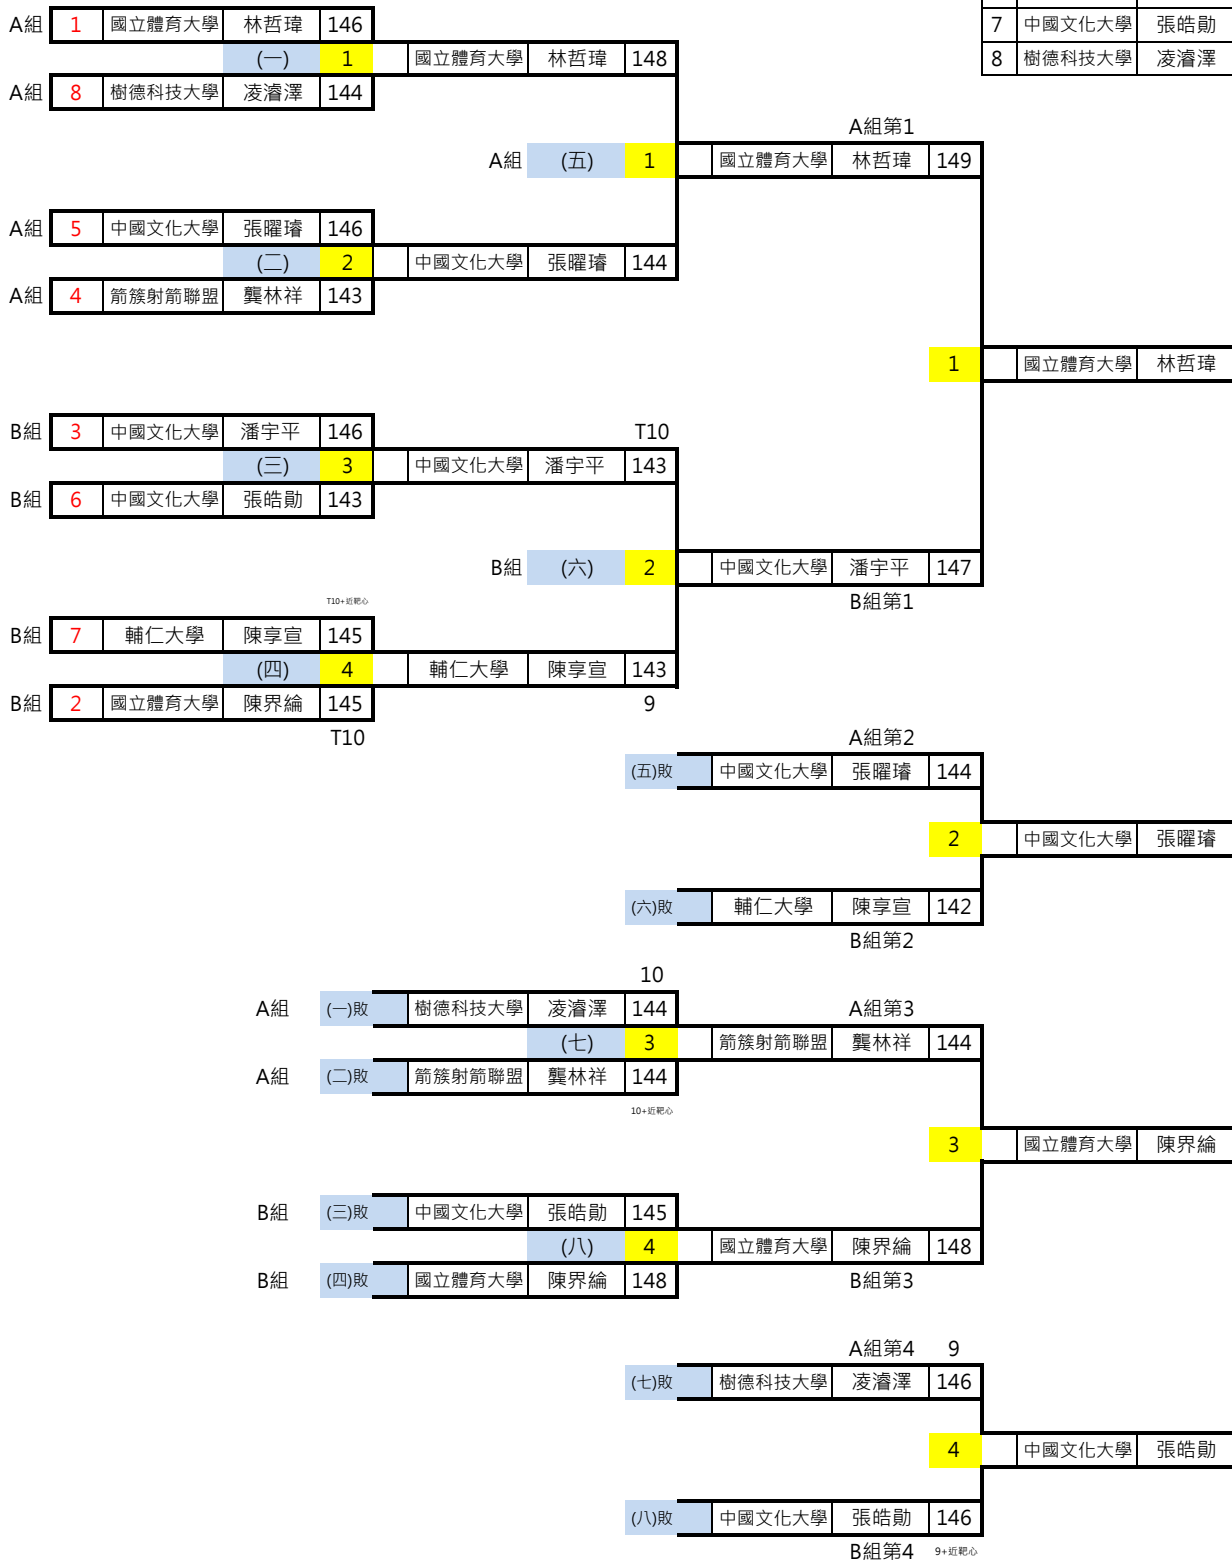 A組 1 國立體育大學 林哲瑋 146
7 中國文化大學 張皓勛
(一) 1 國立體育大學 林哲瑋 148
8 樹德科技大學 凌濬澤
A組 8 樹德科技大學 凌濬澤 144
A組第1
A組 (五) 1 國立體育大學 林哲瑋 149
A組 5 中國文化大學 張曜璿 146
(二) 2 中國文化大學 張曜璿 144
A組 4 箭簇射箭聯盟 龔林祥 143
1 國立體育大學 林哲瑋
B組 3 中國文化大學 潘宇平 146 T10
(三) 3 中國文化大學 潘宇平 143
B組 6 中國文化大學 張皓勛 143
B組 (六) 2 中國文化大學 潘宇平 147
T10+近靶心 B組第1
B組 7 輔仁大學 陳享宣 145
(四) 4 輔仁大學 陳享宣 143
B組 2 國立體育大學 陳界綸 145 9
T10 A組第2
(五)敗 中國文化大學 張曜璿 144
2 中國文化大學 張曜璿
(六)敗 輔仁大學 陳享宣 142
B組第2
10
A組 (一)敗 樹德科技大學 凌濬澤 144 A組第3
(七) 3 箭簇射箭聯盟 龔林祥 144
A組 (二)敗 箭簇射箭聯盟 龔林祥 144
10+近靶心
3 國立體育大學 陳界綸
B組 (三)敗 中國文化大學 張皓勛 145
(八) 4 國立體育大學 陳界綸 148
B組 (四)敗 國立體育大學 陳界綸 148 B組第3
A組第4 9
(七)敗 樹德科技大學 凌濬澤 146
4 中國文化大學 張皓勛
(八)敗 中國文化大學 張皓勛 146
B組第4 9+近靶心